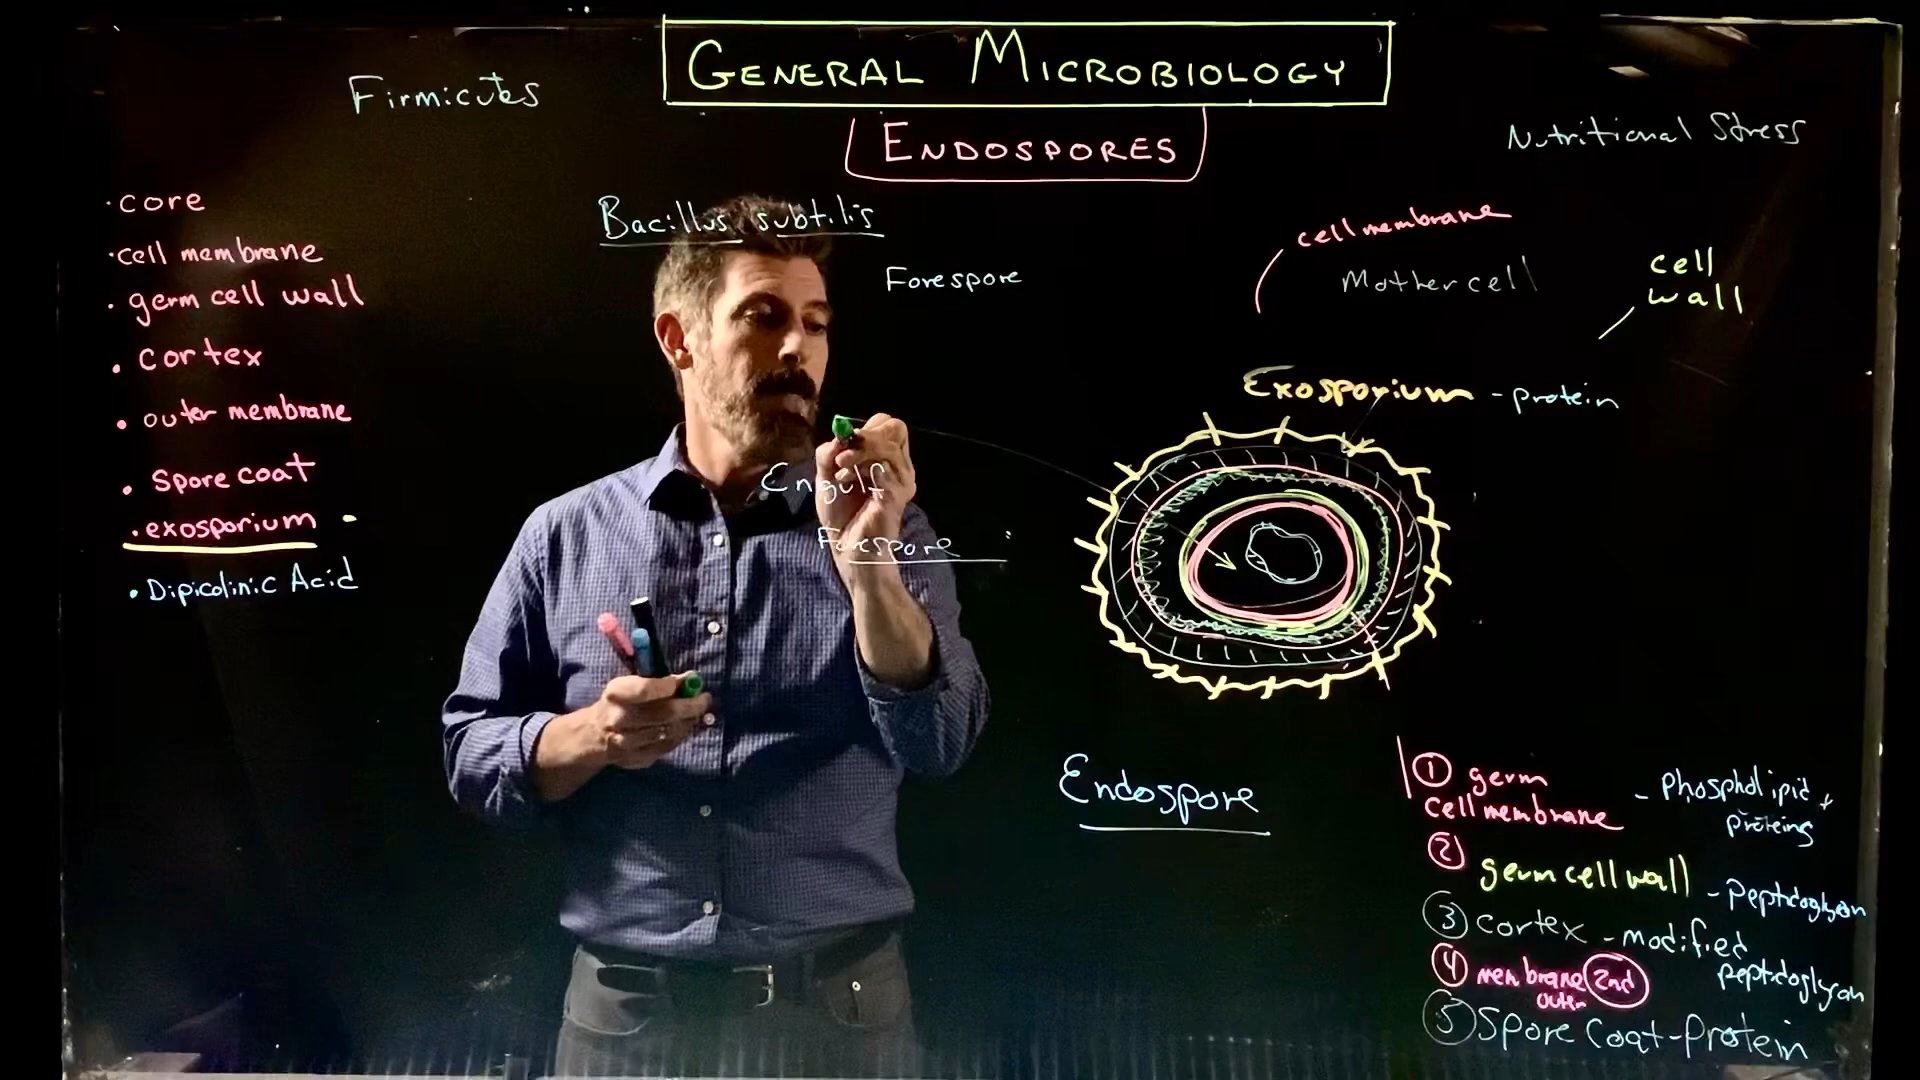 GENERAL MICROBIOLOGY
ENDOSPORES
Firmicutes
Nutritional Stress
• core
• cell membrane
• germ cell wall
• cortex
• outer membrane
• Spore coat
• exosporium -
• Dipicolinic Acid
Bacillus subtilis
Forespore
Engulf
Forespore
cell membrane
Mother cell
cell
wall
Exosporium - protein
Endospore
① germ
cell membrane - Phospholipid +
proteins
② germ cell wall - peptidoglycan
③ cortex - modified
peptidoglycan
④ membrane 2nd
outer
⑤ Spore Coat - Protein